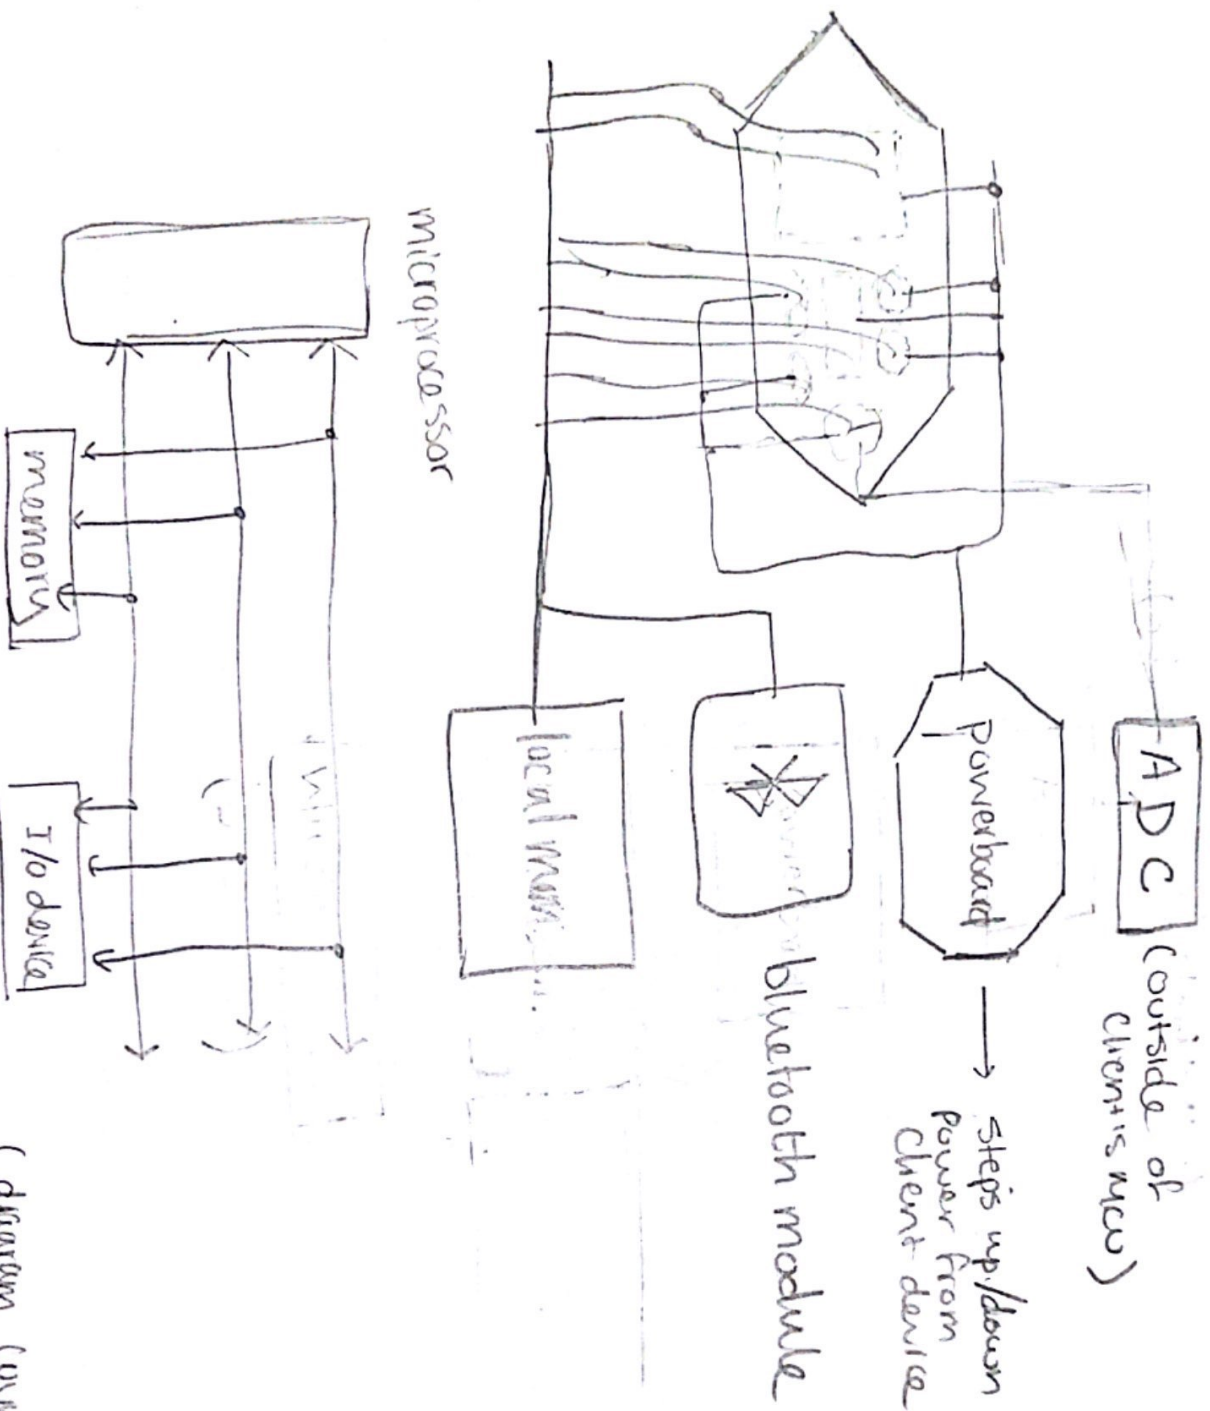 ADC
(outside of
client's mcu)
powerboard
steps up/down
power from
client device
bluetooth module
local mem...
microprocessor
memory
I/o device
(diagram